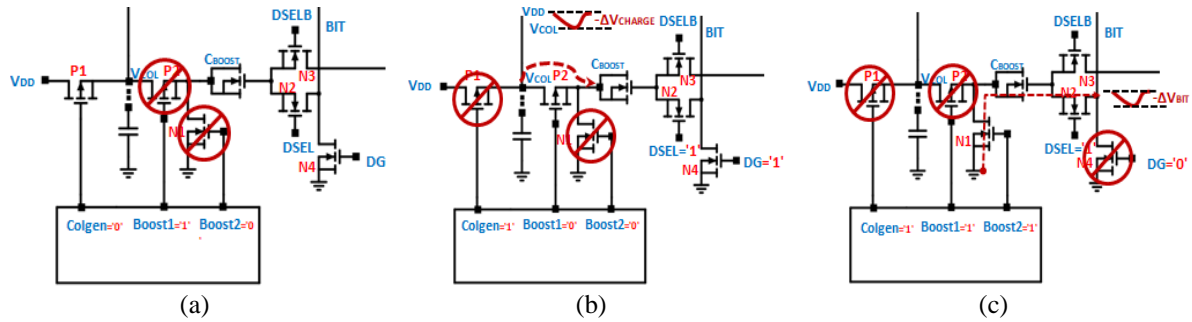 DSELB
BIT
P1
P2
CBOOST
VDD
VCOL
N3
N2
N1
DSEL
N4
DG
Colgen='0'
Boost1='1'
Boost2='0
(a)
VDD
VCOL
-ΔVCHARGE
DSELB
BIT
P1
P2
CBOOST
VDD
VCOL
N3
N2
N1
DSEL='1'
N4
DG='1'
Colgen='1'
Boost1='0'
Boost2='0'
(b)
DSELB
BIT
P1
P2
CBOOST
VDD
VCOL
N3
N2
-ΔVBIT
N1
DSEL='1'
N4
DG='0'
Colgen='1'
Boost1='1'
Boost2='1'
(c)